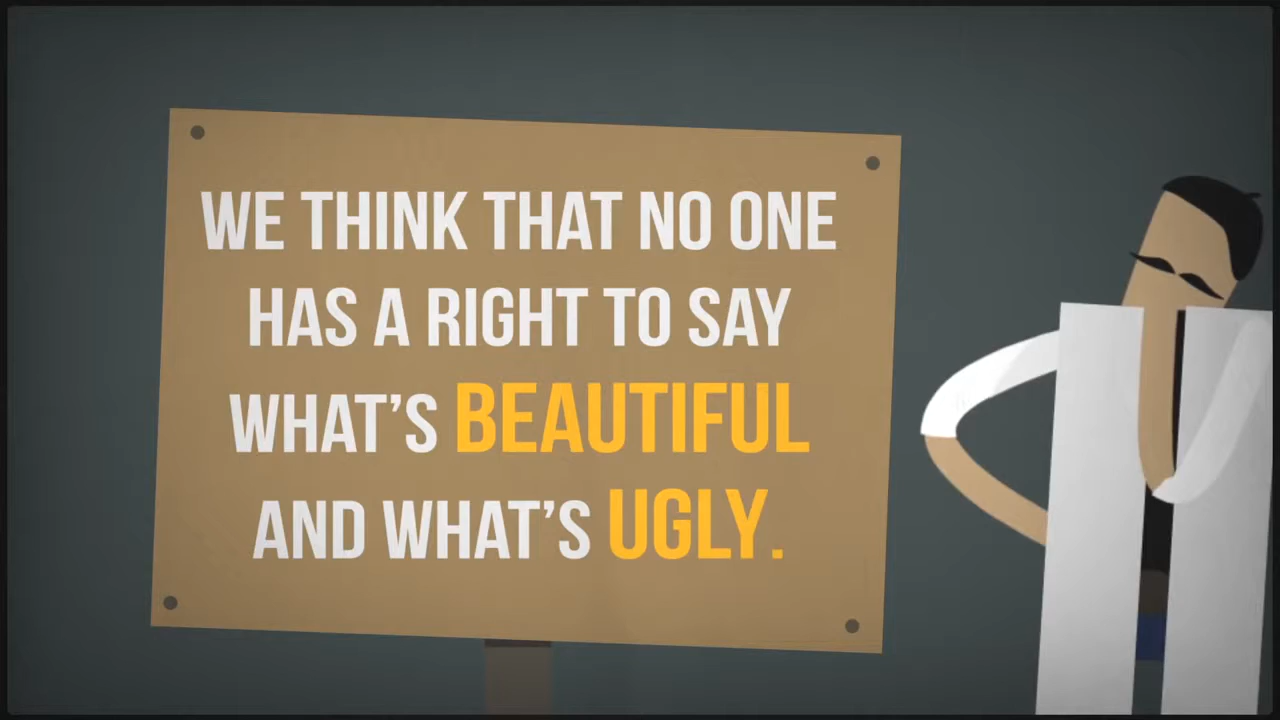 WE THINK THAT NO ONE
HAS A RIGHT TO SAY
WHAT'S BEAUTIFUL
AND WHAT'S UGLY.